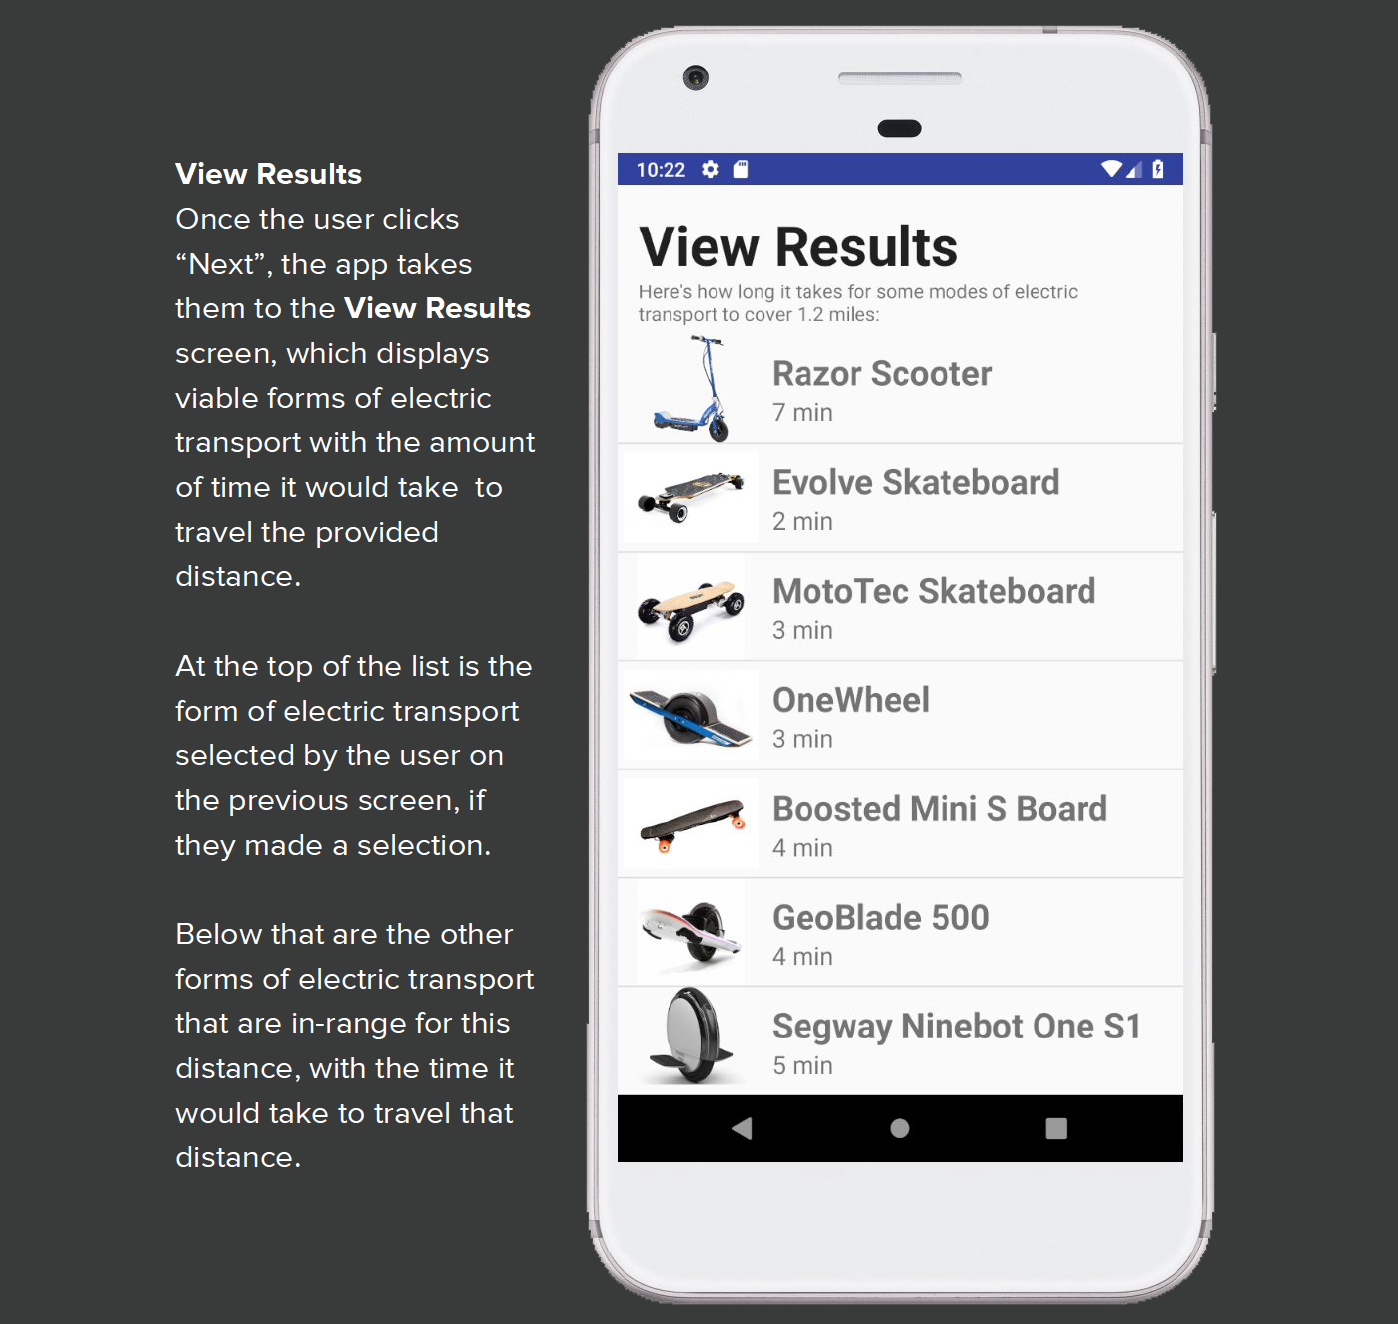 View Results
Once the user clicks
“Next”, the app takes
them to the View Results
screen, which displays
viable forms of electric
transport with the amount
of time it would take  to
travel the provided
distance.
At the top of the list is the
form of electric transport
selected by the user on
the previous screen, if
they made a selection.
Below that are the other
forms of electric transport
that are in-range for this
distance, with the time it
would take to travel that
distance.
10:22
View Results
Here's how long it takes for some modes of electric
transport to cover 1.2 miles:
Razor Scooter
7 min
Evolve Skateboard
2 min
MotoTec Skateboard
3 min
OneWheel
3 min
Boosted Mini S Board
4 min
GeoBlade 500
4 min
Segway Ninebot One S1
5 min